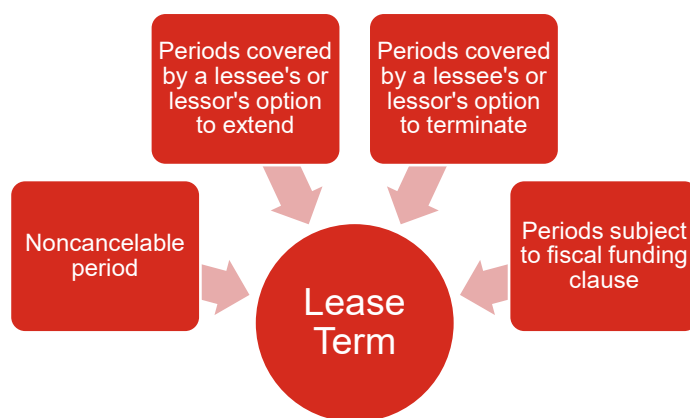 Periods covered
by a lessee's or
lessor's option
to extend
Periods covered
by a lessee's or
lessor's option
to terminate
Noncancelable
period
Periods subject
to fiscal funding
clause
Lease
Term